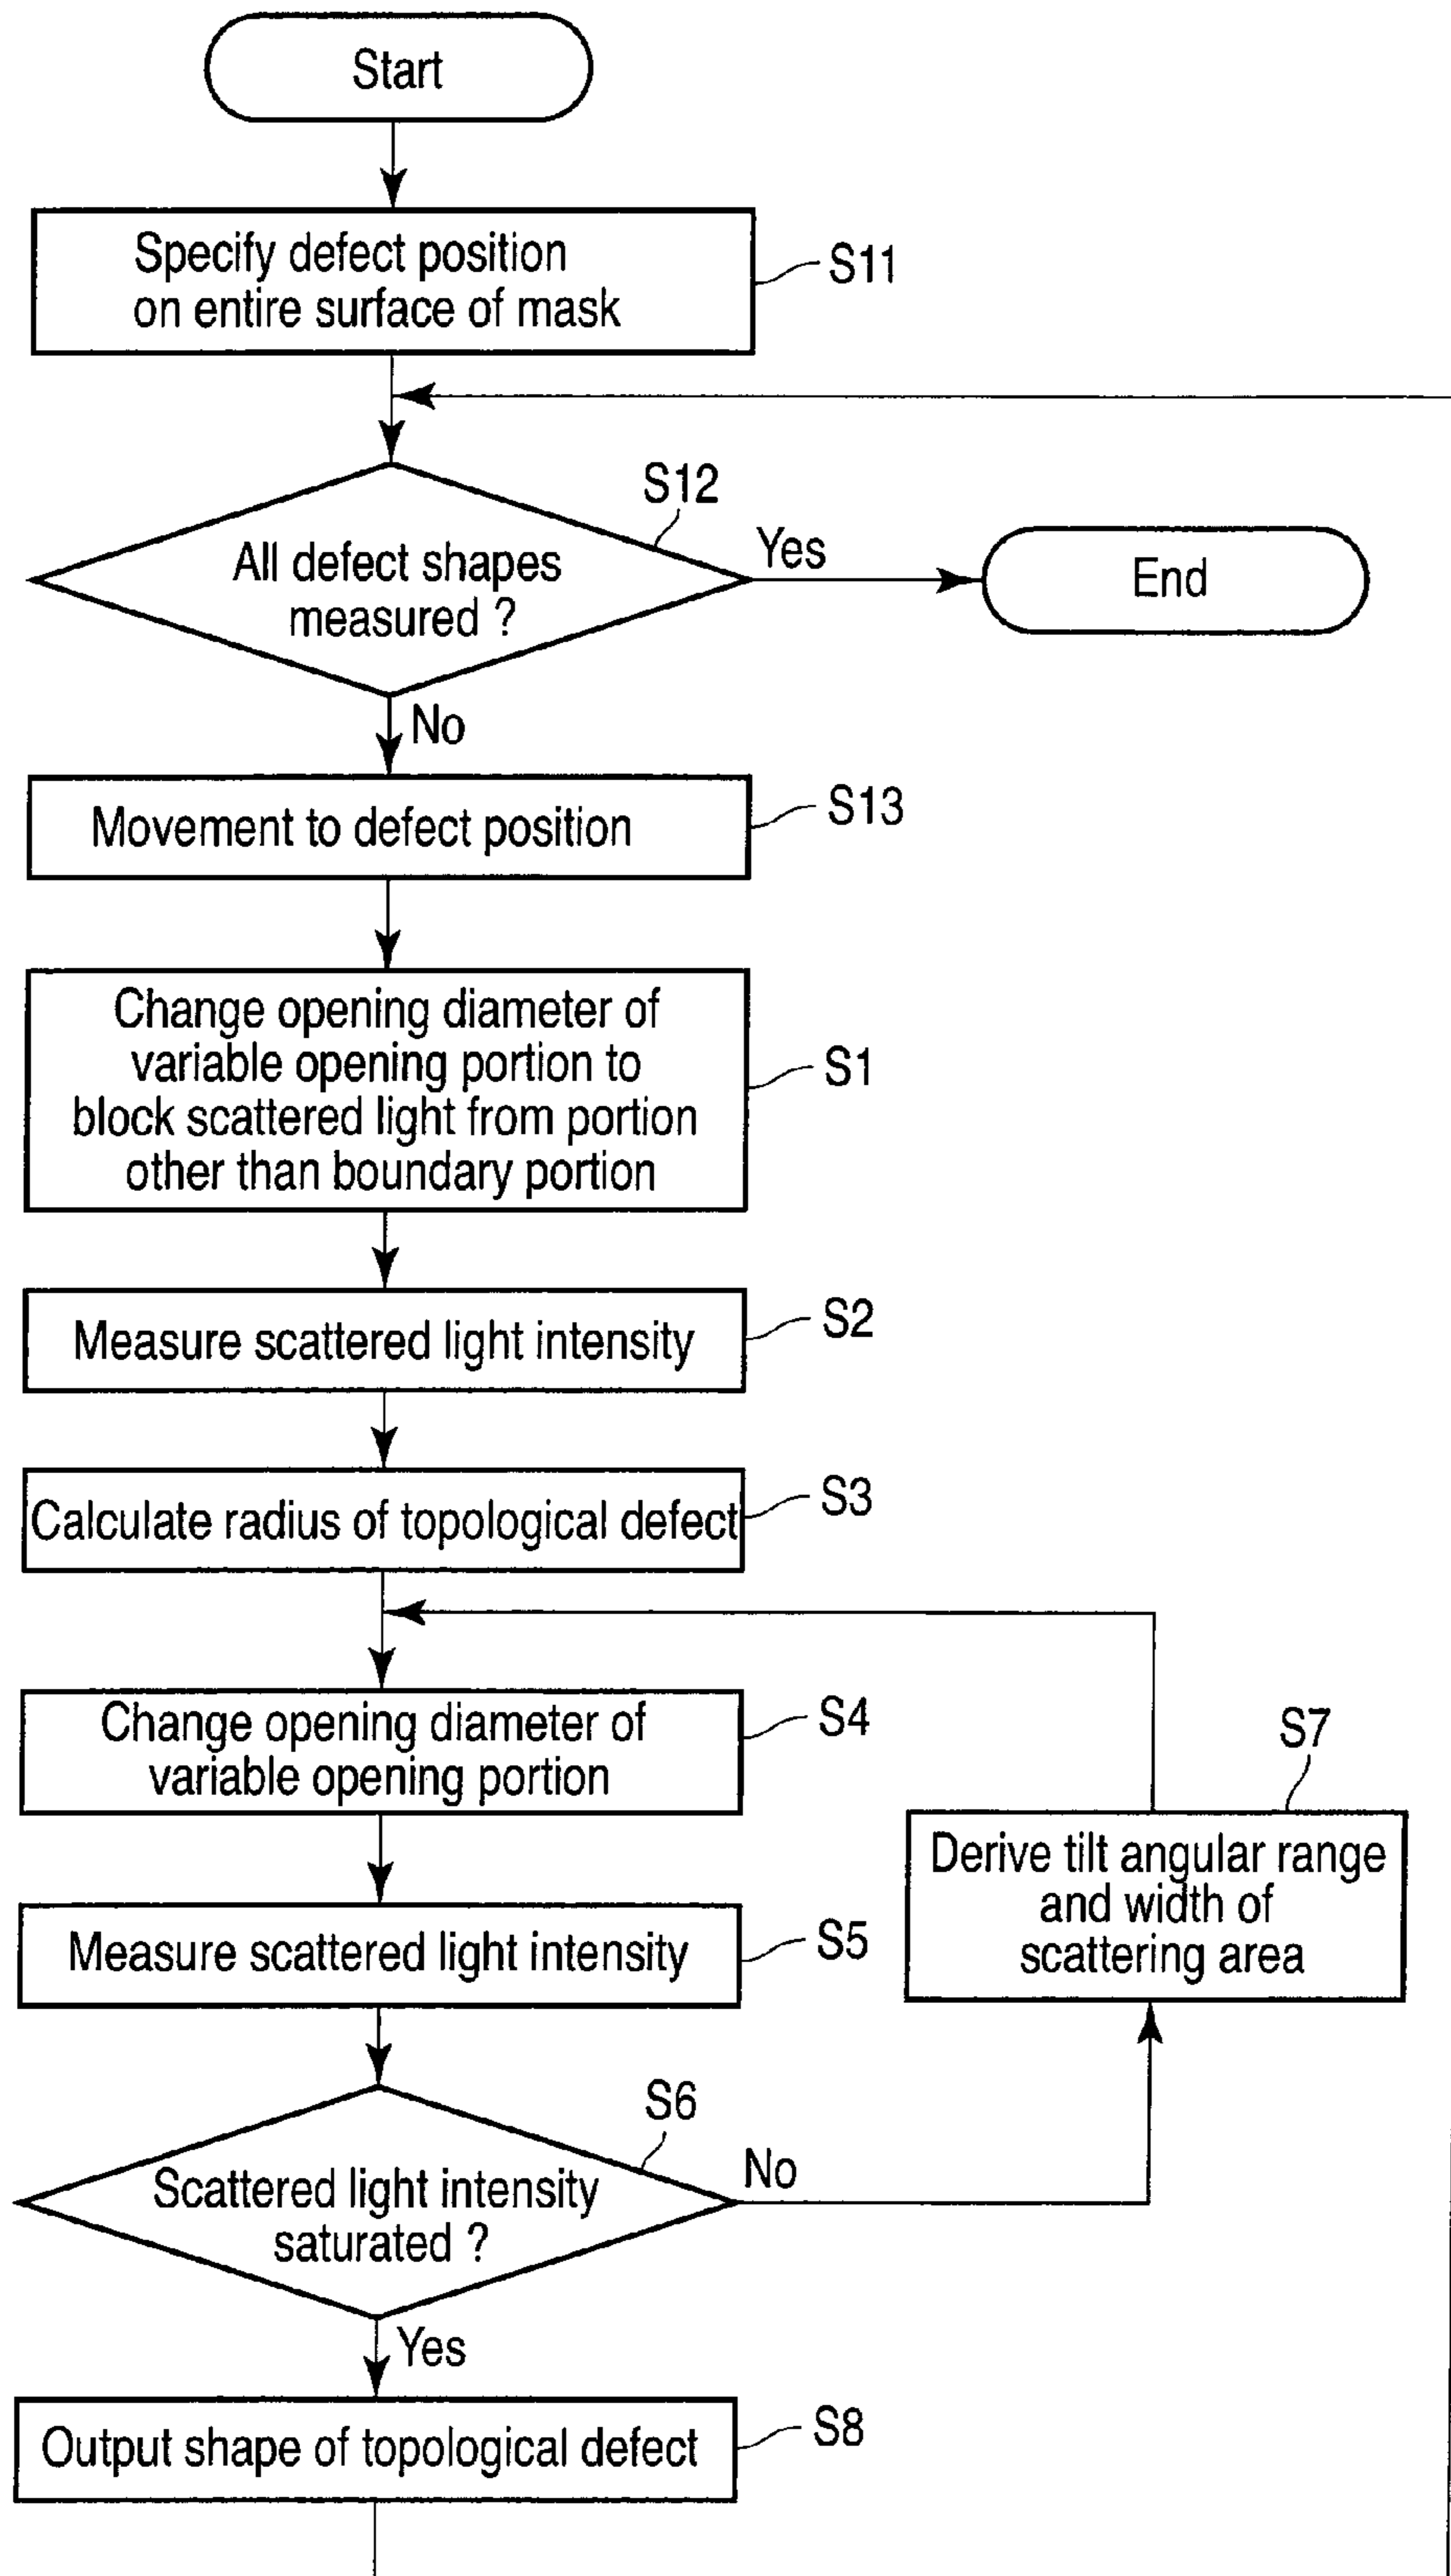 Start
Specify defect position
on entire surface of mask
S11
S12
All defect shapes
measured ?
Yes
End
No
Movement to defect position
S13
Change opening diameter of
variable opening portion to
block scattered light from portion
other than boundary portion
S1
Measure scattered light intensity
S2
Calculate radius of topological defect
S3
Change opening diameter of
variable opening portion
S4
S7
Derive tilt angular range
and width of
scattering area
Measure scattered light intensity
S5
S6
Scattered light intensity
saturated ?
No
Yes
Output shape of topological defect
S8